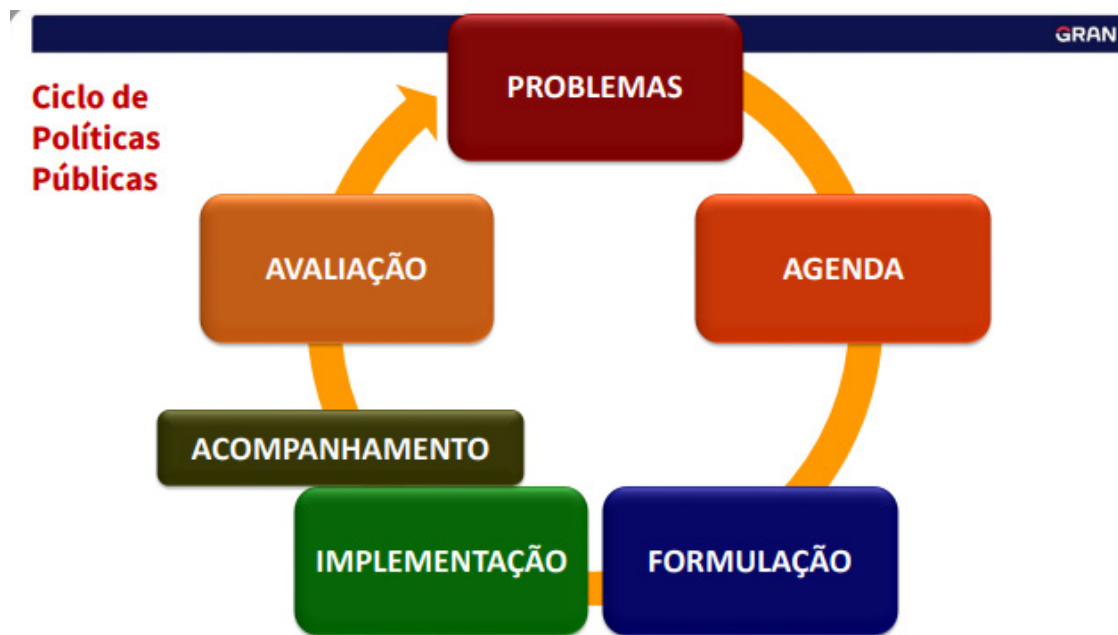 GRAN
Ciclo de
Políticas
Públicas
PROBLEMAS
AGENDA
FORMULAÇÃO
IMPLEMENTAÇÃO
ACOMPANHAMENTO
AVALIAÇÃO